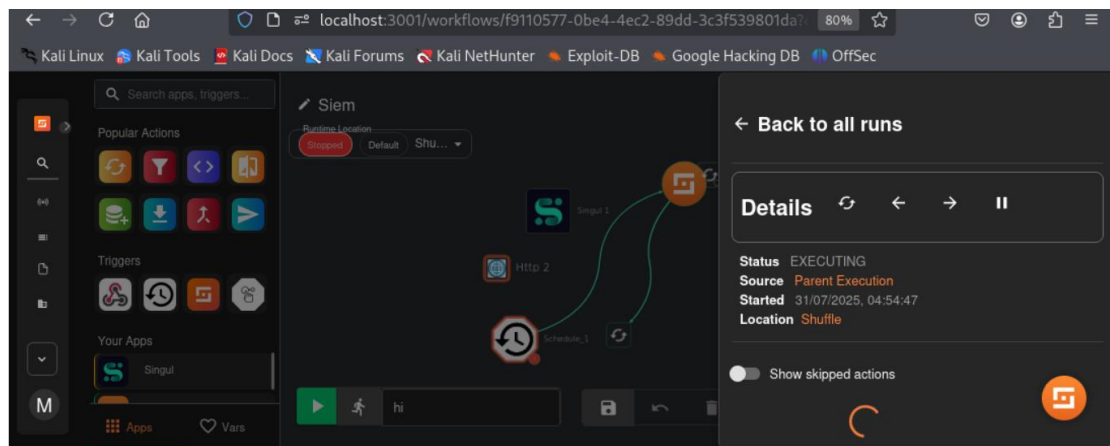 localhost:3001/workflows/f9110577-0be4-4ec2-89dd-3c3f539801da? 80%
Kali Linux Kali Tools Kali Docs Kali Forums Kali NetHunter Exploit-DB Google Hacking DB OffSec
Search apps, triggers...
Popular Actions
Triggers
Your Apps
Singul
Apps Vars
M
Siem
Runtime Location
Stopped Default Shu...
Singul 1
Http 2
Schedule_1
hi
Back to all runs
Details
Status EXECUTING
Source Parent Execution
Started 31/07/2025, 04:54:47
Location Shuffle
Show skipped actions